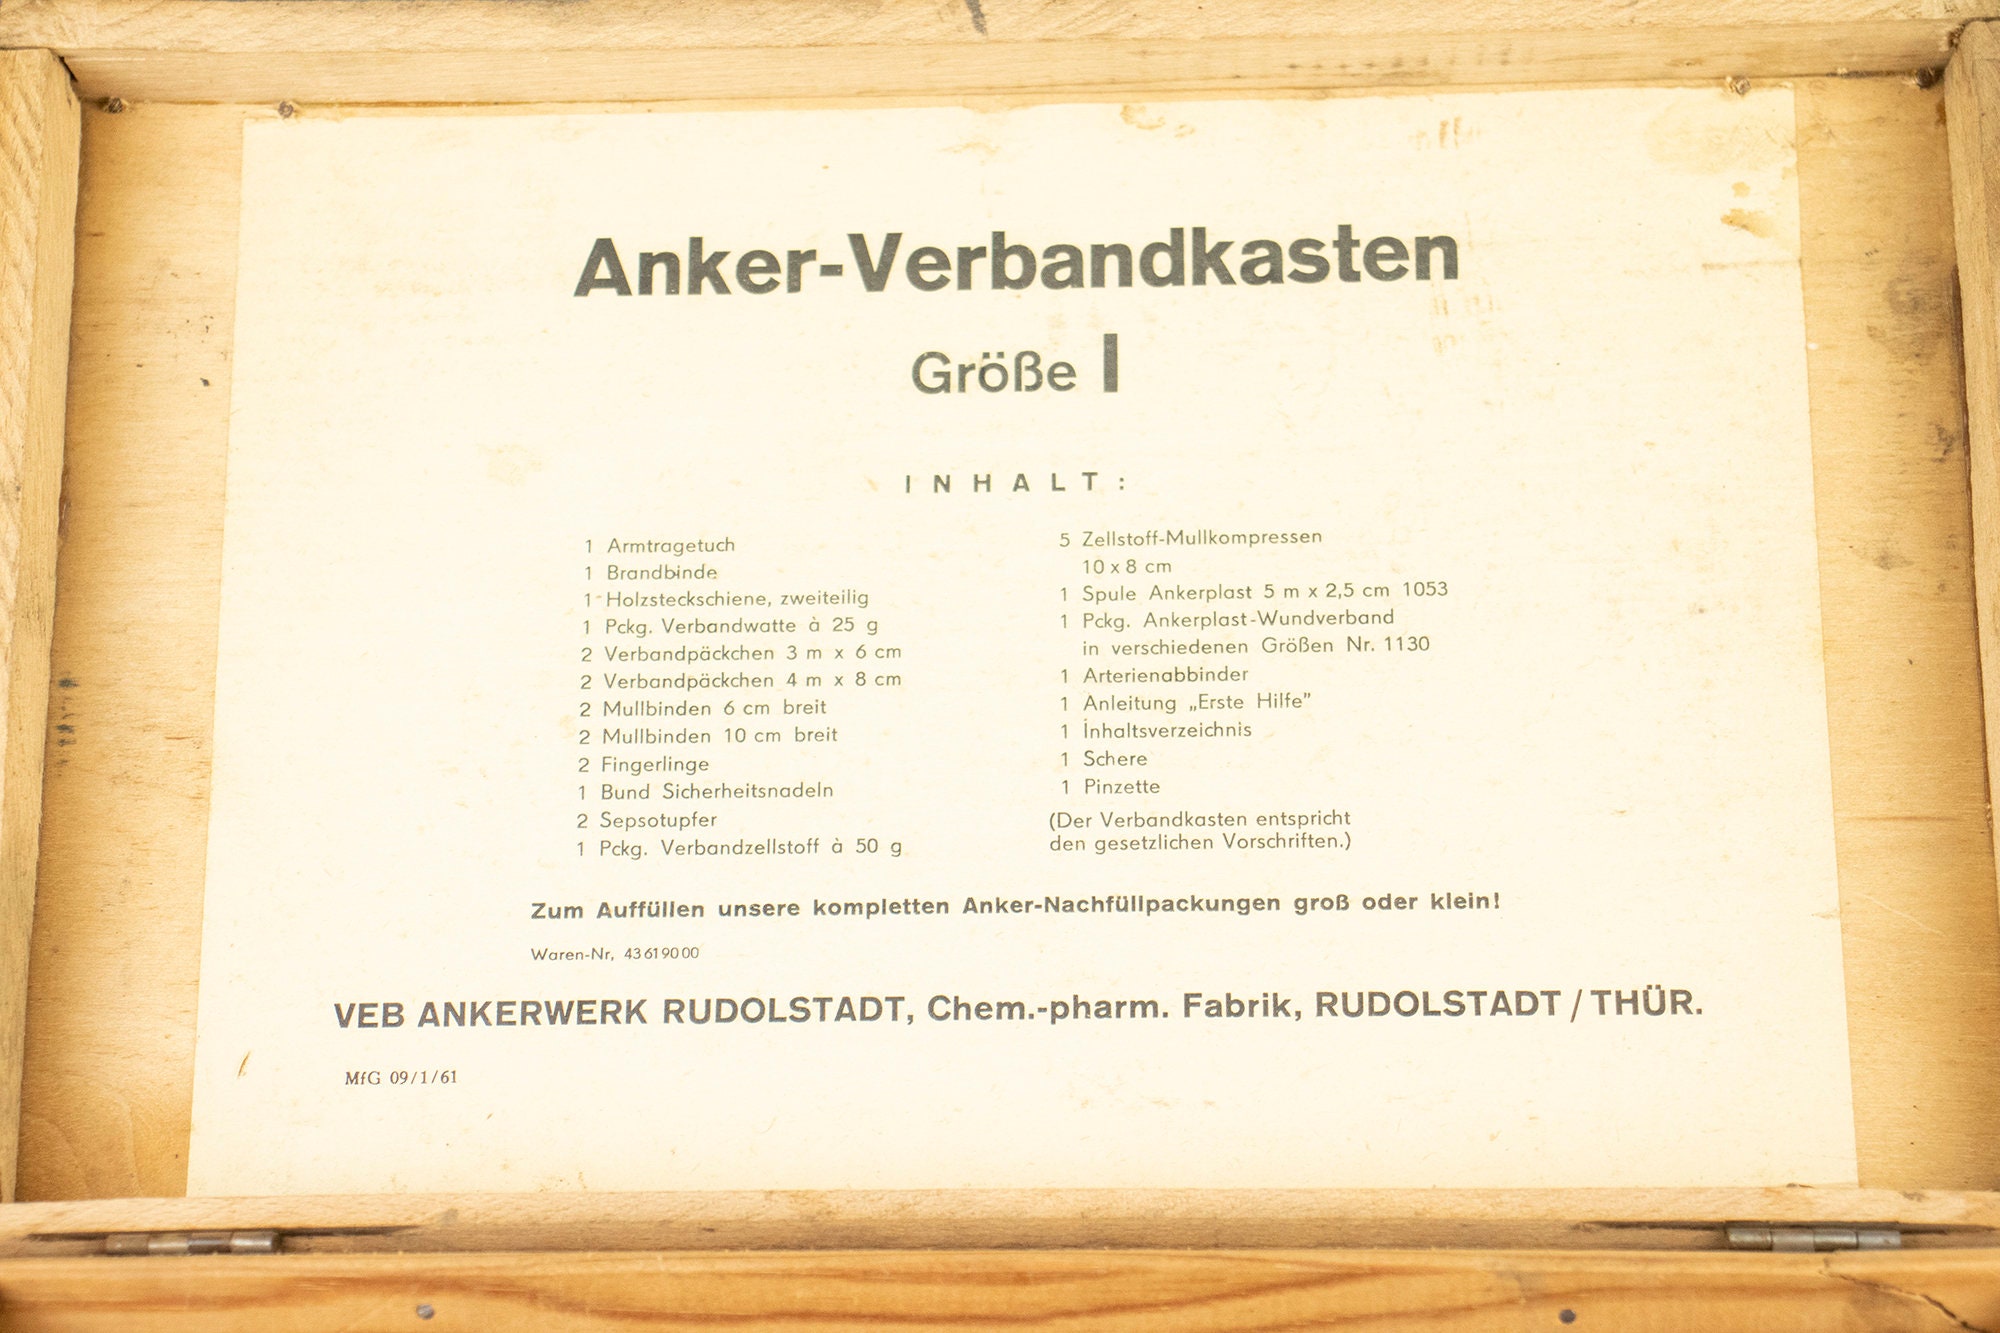 Anker-Verbandkasten
Größe I
INHALT:
1 Armtragetuch
1 Brandbinde
1 Holzsteckschiene, zweiteilig
1 Pckg. Verbandwatte à 25 g
2 Verbandpäckchen 3 m x 6 cm
2 Verbandpäckchen 4 m x 8 cm
2 Mullbinden 6 cm breit
2 Mullbinden 10 cm breit
2 Fingerlinge
1 Bund Sicherheitsnadeln
2 Sepsotupfer
1 Pckg. Verbandzellstoff à 50 g
5 Zellstoff-Mullkompressen
10 x 8 cm
1 Spule Ankerplast 5 m x 2,5 cm 1053
1 Pckg. Ankerplast-Wundverband
in verschiedenen Größen Nr. 1130
1 Arterienabbinder
1 Anleitung „Erste Hilfe”
1 Inhaltsverzeichnis
1 Schere
1 Pinzette
(Der Verbandkasten entspricht
den gesetzlichen Vorschriften.)
Zum Auffüllen unsere kompletten Anker-Nachfüllpackungen groß oder klein!
Waren-Nr, 43619000
VEB ANKERWERK RUDOLSTADT, Chem.-pharm. Fabrik, RUDOLSTADT / THÜR.
MfG 09/1/61